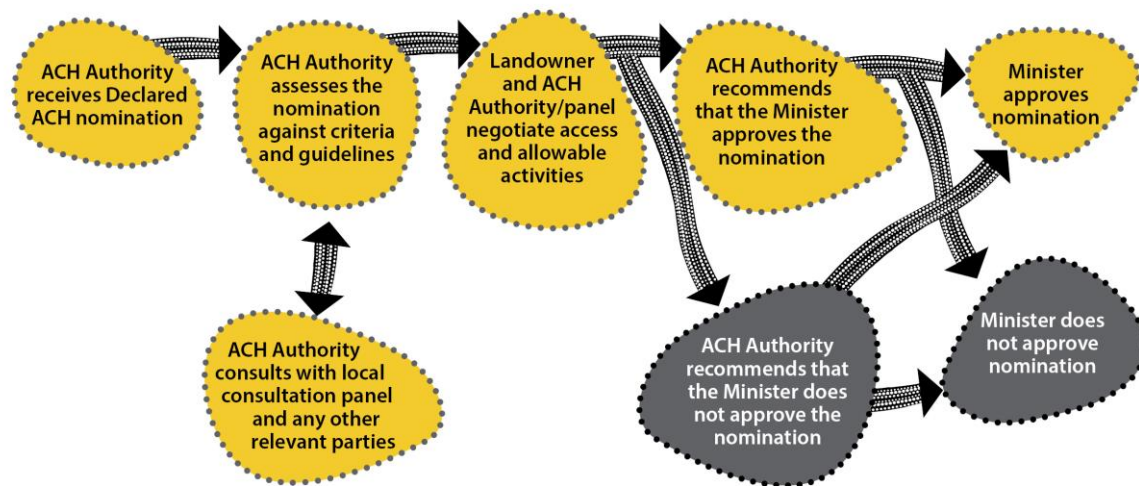 ACH Authority
receives Declared
ACH nomination
ACH Authority
assesses the
nomination
against criteria
and guidelines
Landowner
and ACH
Authority/panel
negotiate access
and allowable
activities
ACH Authority
recommends
that the Minister
approves the
nomination
Minister
approves
nomination
ACH Authority
consults with local
consultation panel
and any other
relevant parties
ACH Authority
recommends that
the Minister does
not approve the
nomination
Minister does
not approve
nomination